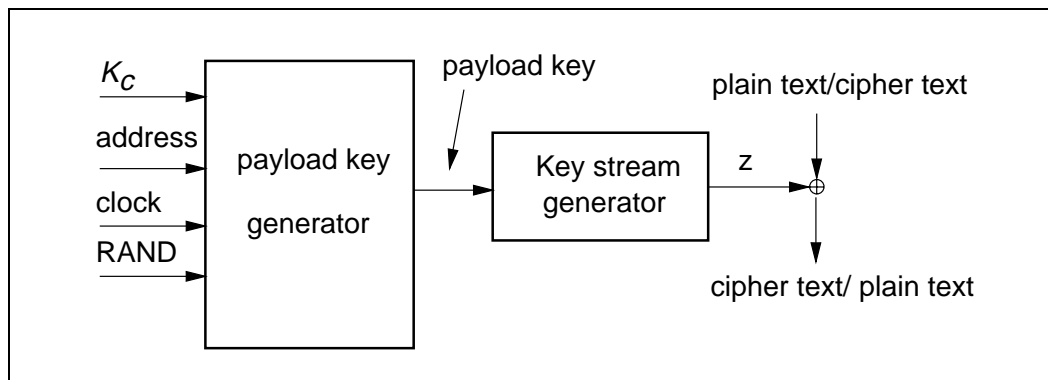 K_C
address
clock
RAND
payload key
generator
payload key
Key stream
generator
z
plain text/cipher text
cipher text/ plain text